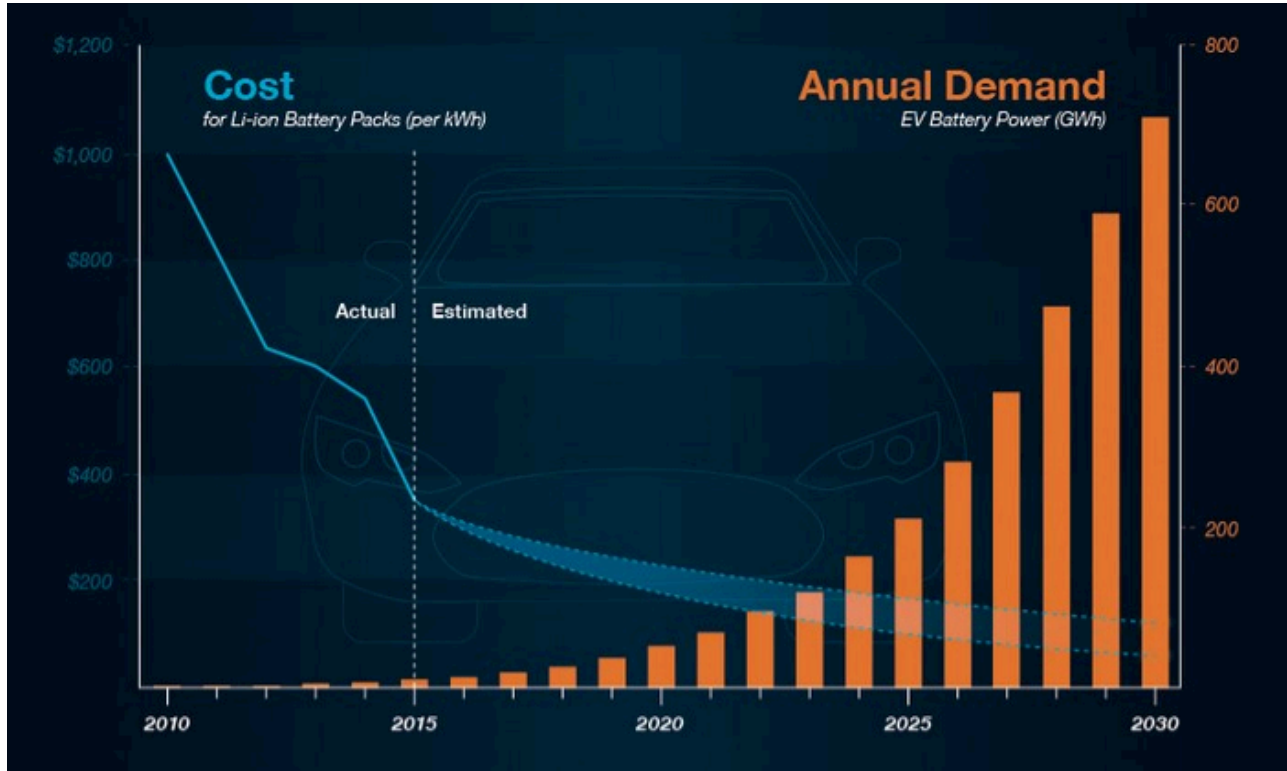 Cost
for Li-ion Battery Packs (per kWh)
Annual Demand
EV Battery Power (GWh)
$1,200
$1,000
$800
$600
$400
$200
800
600
400
200
Actual
Estimated
2010
2015
2020
2025
2030